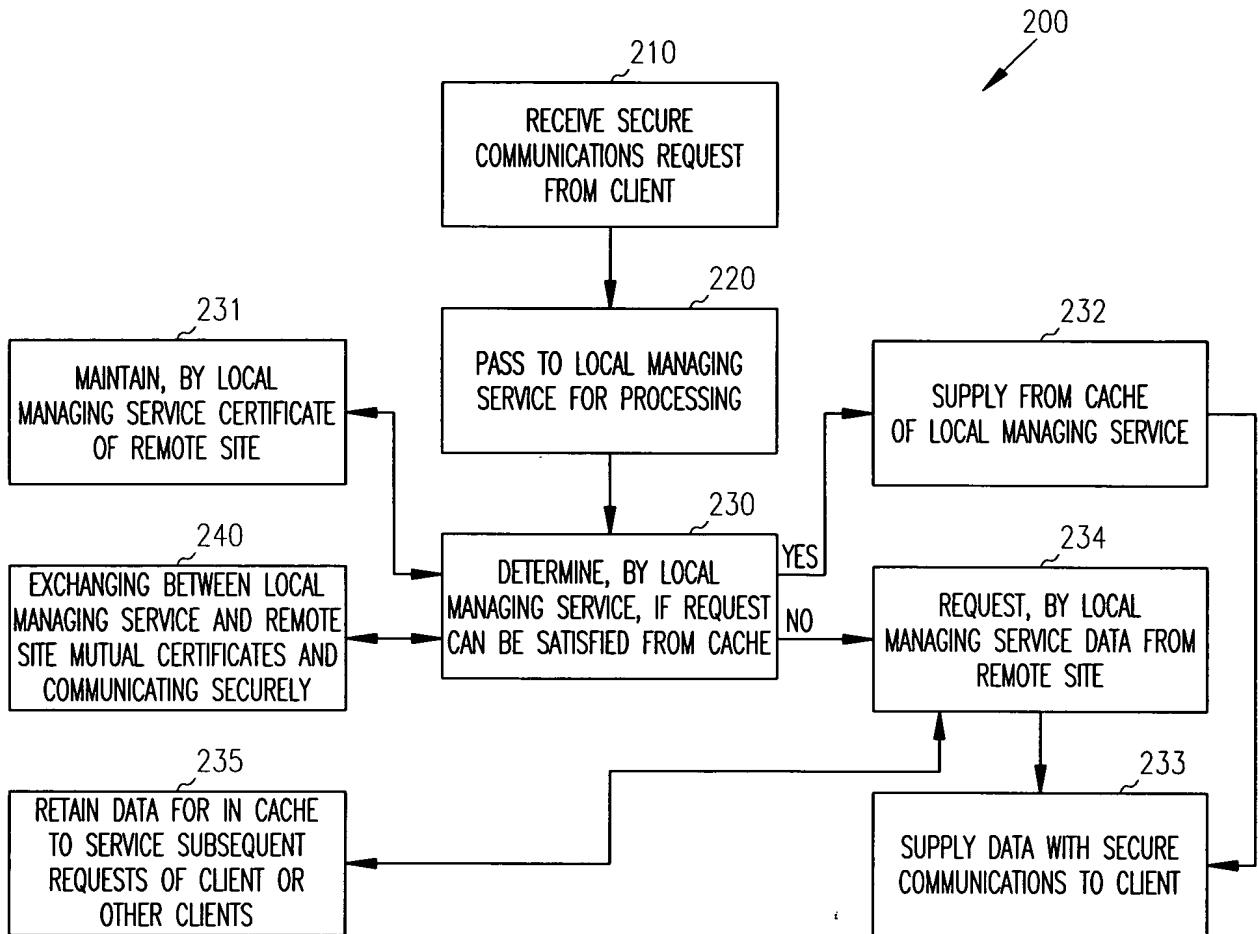 200
210
RECEIVE SECURE
COMMUNICATIONS REQUEST
FROM CLIENT
220
PASS TO LOCAL MANAGING
SERVICE FOR PROCESSING
231
MAINTAIN, BY LOCAL
MANAGING SERVICE CERTIFICATE
OF REMOTE SITE
232
SUPPLY FROM CACHE
OF LOCAL MANAGING SERVICE
230
DETERMINE, BY LOCAL
MANAGING SERVICE, IF REQUEST
CAN BE SATISFIED FROM CACHE
YES
NO
240
EXCHANGING BETWEEN LOCAL
MANAGING SERVICE AND REMOTE
SITE MUTUAL CERTIFICATES AND
COMMUNICATING SECURELY
234
REQUEST, BY LOCAL
MANAGING SERVICE DATA FROM
REMOTE SITE
235
RETAIN DATA FOR IN CACHE
TO SERVICE SUBSEQUENT
REQUESTS OF CLIENT OR
OTHER CLIENTS
233
SUPPLY DATA WITH SECURE
COMMUNICATIONS TO CLIENT